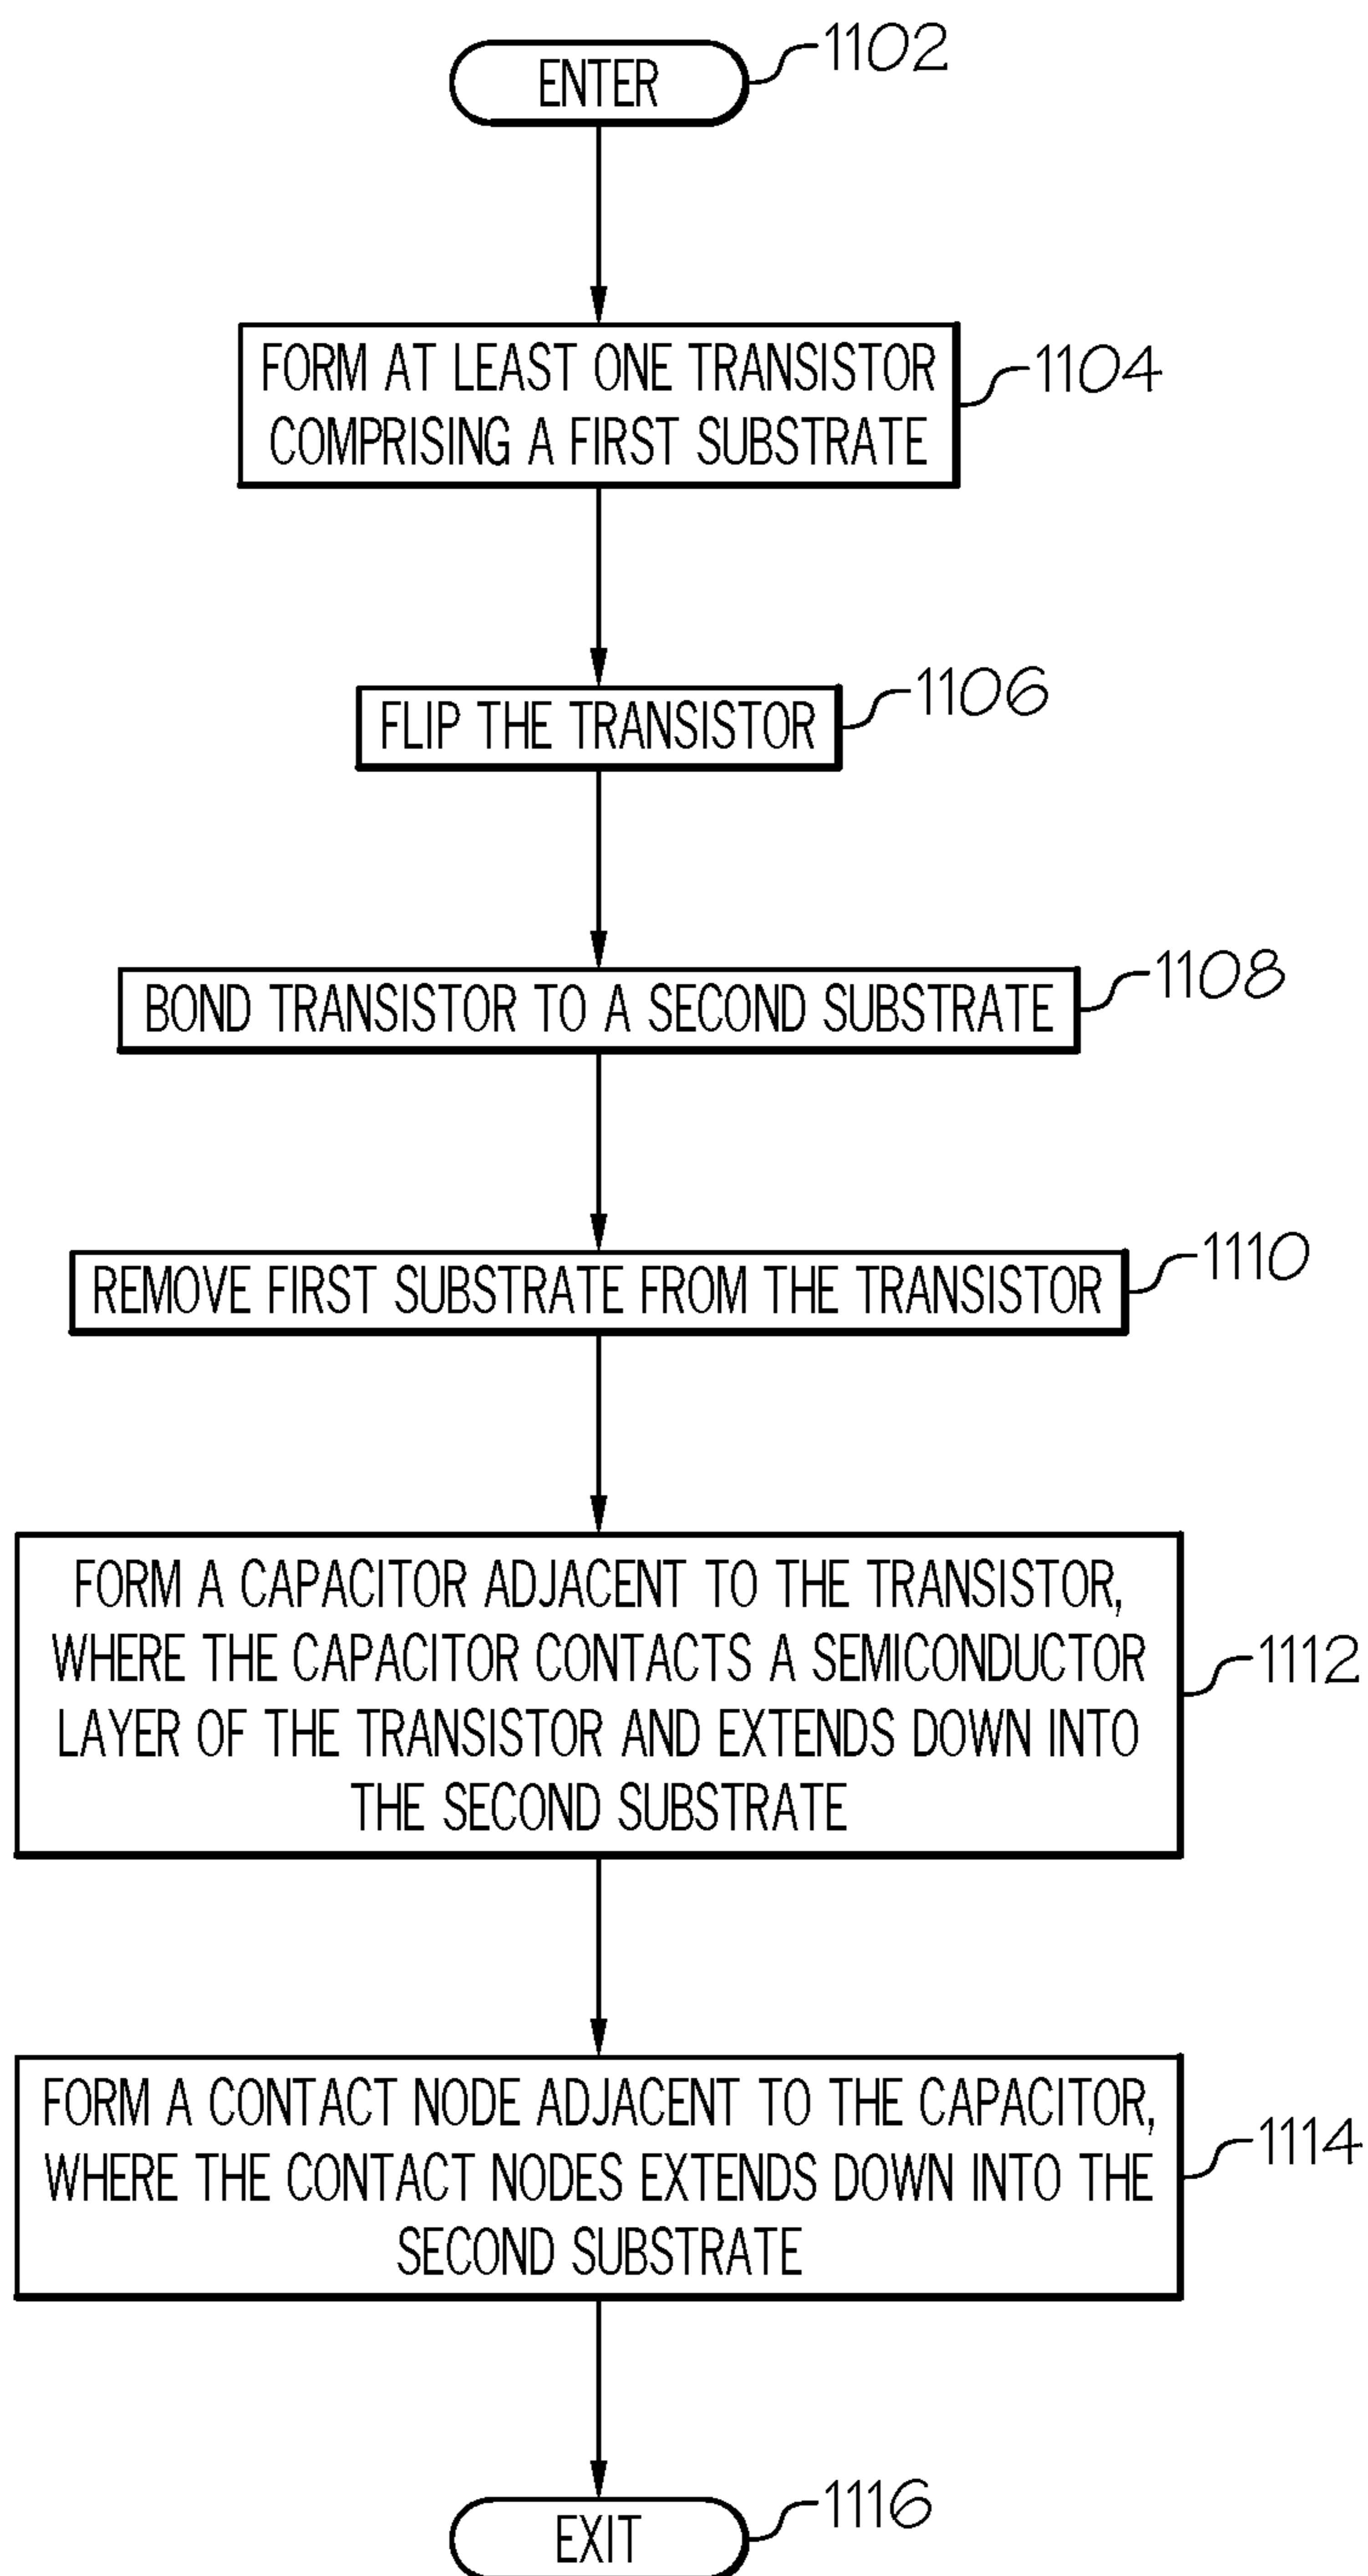 ENTER
1102
FORM AT LEAST ONE TRANSISTOR
COMPRISING A FIRST SUBSTRATE
1104
FLIP THE TRANSISTOR
1106
BOND TRANSISTOR TO A SECOND SUBSTRATE
1108
REMOVE FIRST SUBSTRATE FROM THE TRANSISTOR
1110
FORM A CAPACITOR ADJACENT TO THE TRANSISTOR,
WHERE THE CAPACITOR CONTACTS A SEMICONDUCTOR
LAYER OF THE TRANSISTOR AND EXTENDS DOWN INTO
THE SECOND SUBSTRATE
1112
FORM A CONTACT NODE ADJACENT TO THE CAPACITOR,
WHERE THE CONTACT NODES EXTENDS DOWN INTO THE
SECOND SUBSTRATE
1114
EXIT
1116